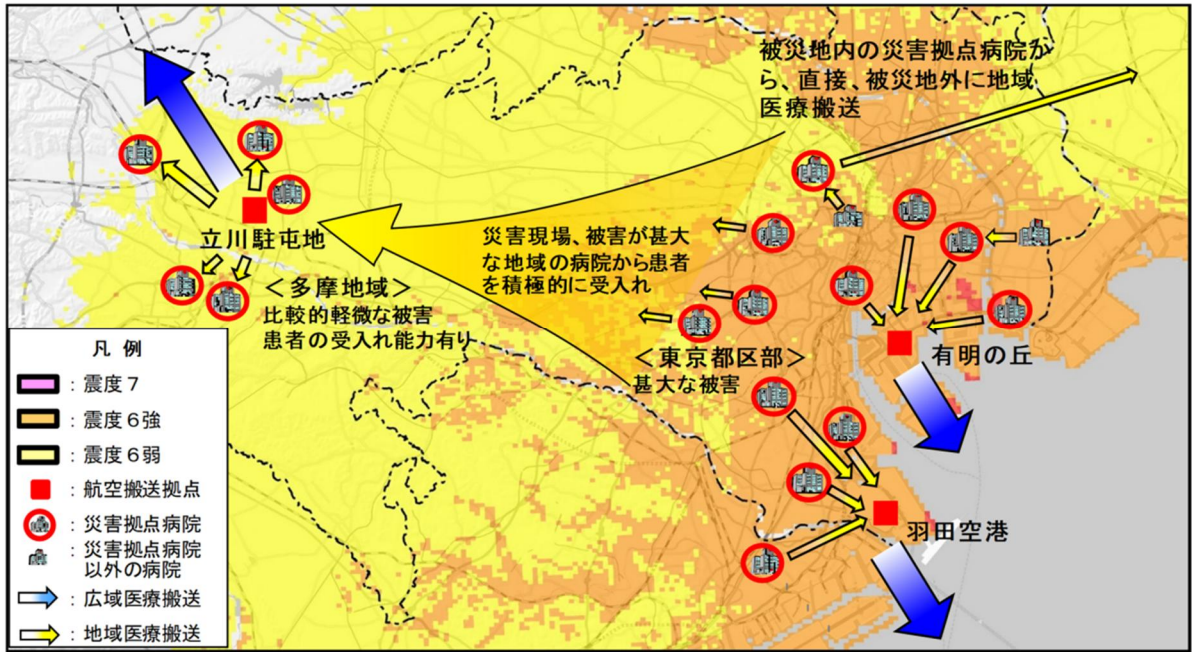 被災地内の災害拠点病院か
ら、直接、被災地外に地域
医療搬送
立川駐屯地
災害現場、被害が甚大
な地域の病院から患者
を積極的に受入れ
＜多摩地域＞
比較的軽微な被害
患者の受入れ能力有り
＜東京都区部＞
甚大な被害
有明の丘
羽田空港
凡 例
：震度７
：震度６強
：震度６弱
：航空搬送拠点
：災害拠点病院
：災害拠点病院
以外の病院
：広域医療搬送
：地域医療搬送